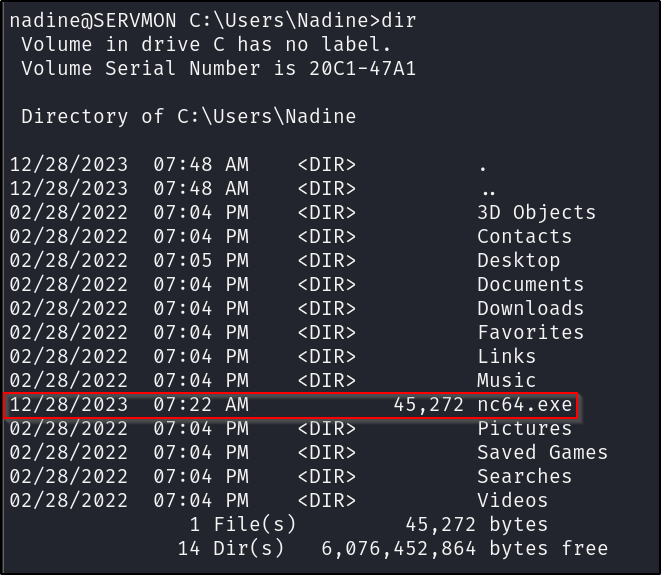 nadine@SERVMON C:\Users\Nadine>dir
 Volume in drive C has no label.
 Volume Serial Number is 20C1-47A1

 Directory of C:\Users\Nadine

12/28/2023  07:48 AM    <DIR>          .
12/28/2023  07:48 AM    <DIR>          ..
02/28/2022  07:04 PM    <DIR>          3D Objects
02/28/2022  07:04 PM    <DIR>          Contacts
02/28/2022  07:05 PM    <DIR>          Desktop
02/28/2022  07:04 PM    <DIR>          Documents
02/28/2022  07:04 PM    <DIR>          Downloads
02/28/2022  07:04 PM    <DIR>          Favorites
02/28/2022  07:04 PM    <DIR>          Links
02/28/2022  07:04 PM    <DIR>          Music
12/28/2023  07:22 AM            45,272 nc64.exe
02/28/2022  07:04 PM    <DIR>          Pictures
02/28/2022  07:04 PM    <DIR>          Saved Games
02/28/2022  07:04 PM    <DIR>          Searches
02/28/2022  07:04 PM    <DIR>          Videos
               1 File(s)         45,272 bytes
              14 Dir(s)   6,076,452,864 bytes free